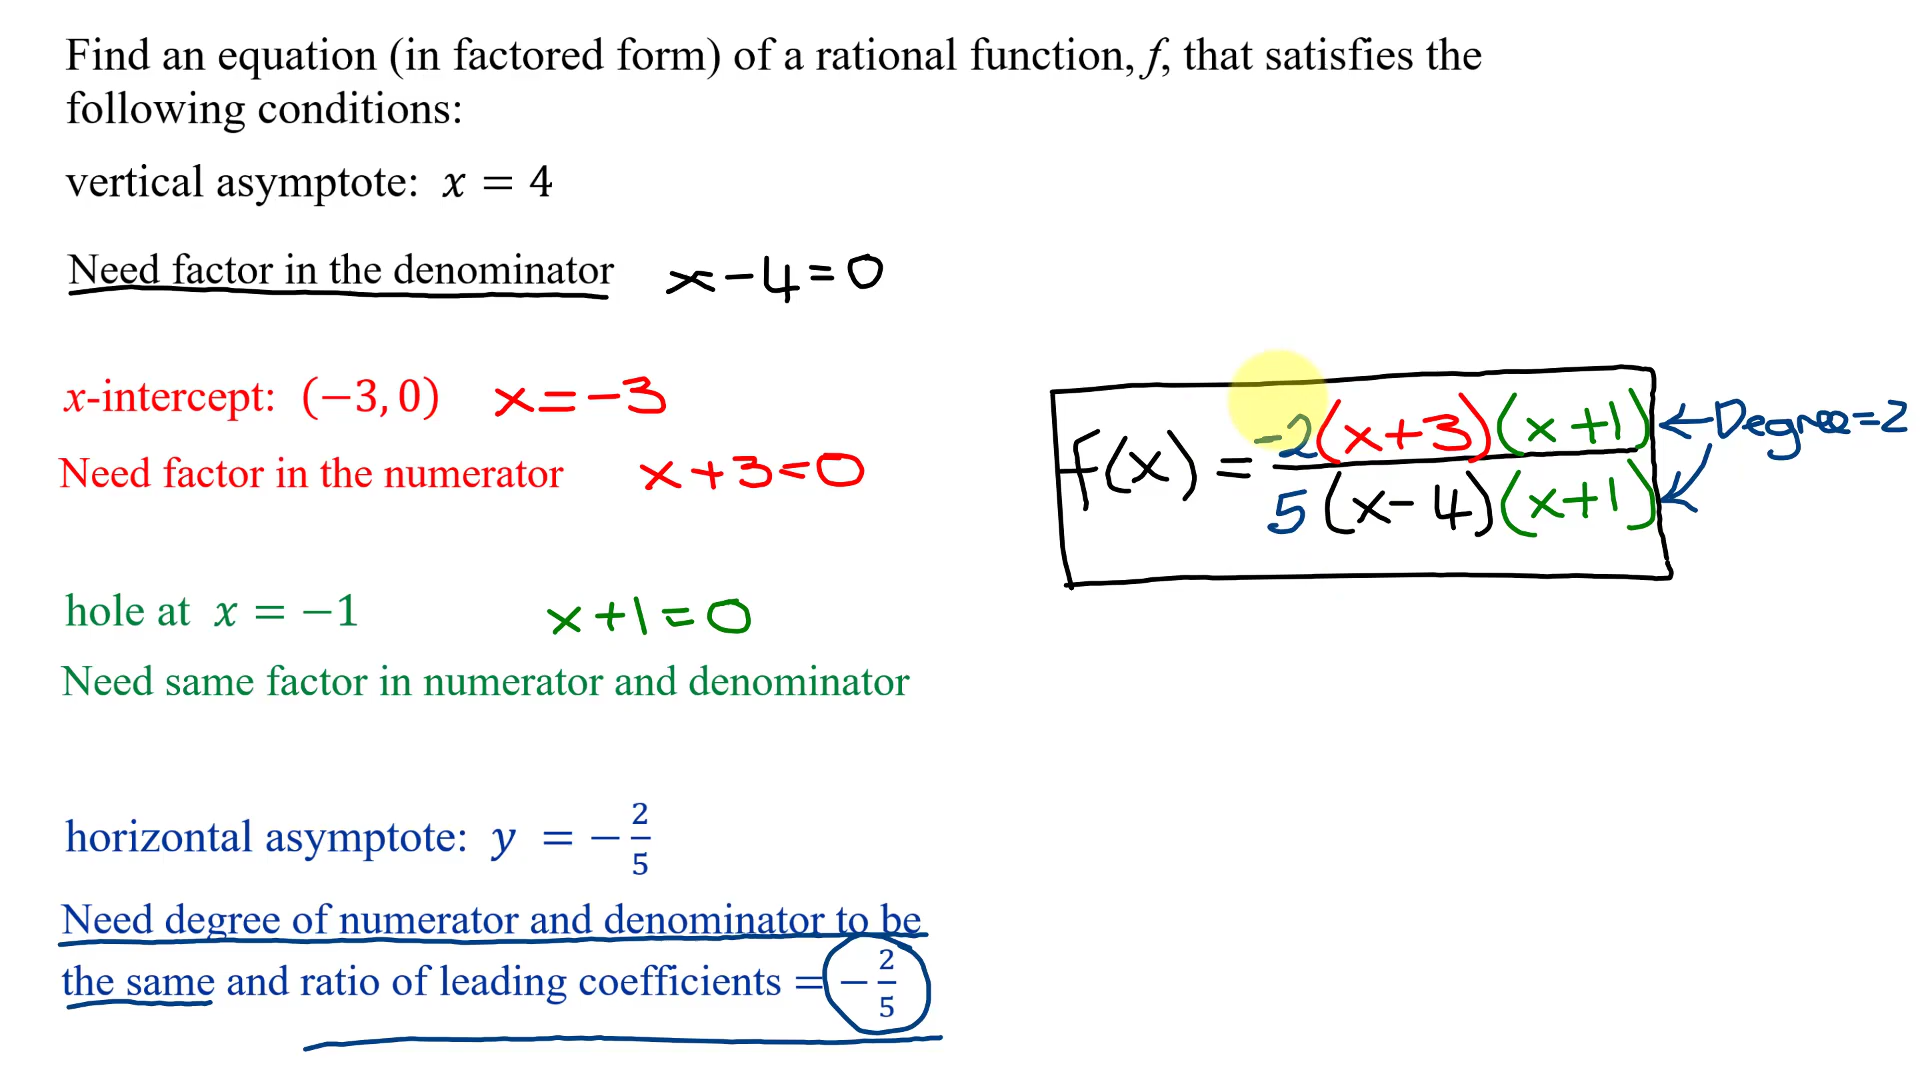 Find an equation (in factored form) of a rational function, f, that satisfies the
following conditions:
vertical asymptote: x = 4
Need factor in the denominator x-4=0
x-intercept: (−3, 0) x=-3
Need factor in the numerator x+3=0
hole at x = −1 x+1=0
Need same factor in numerator and denominator
horizontal asymptote: y = − 2/5
Need degree of numerator and denominator to be
the same and ratio of leading coefficients = − 2/5
f(x) = -2(x+3)(x+1) / 5(x-4)(x+1) ← Degree=2